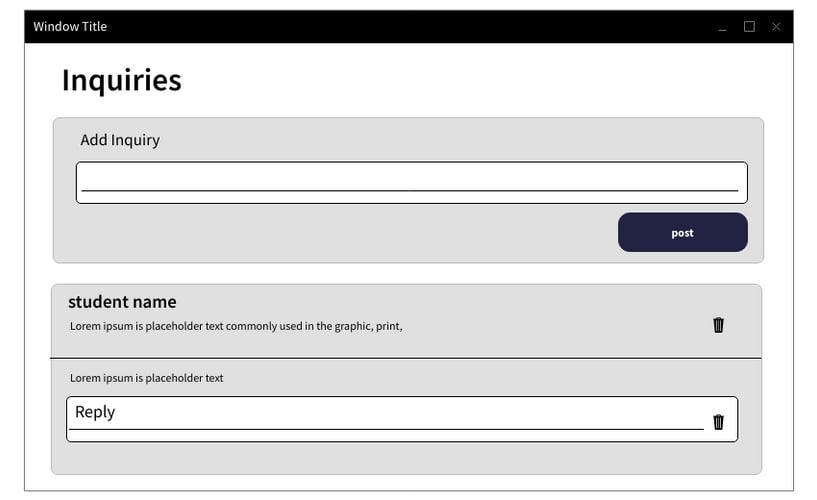 Window Title
Inquiries
Add Inquiry
post
student name
Lorem ipsum is placeholder text commonly used in the graphic, print,
Lorem ipsum is placeholder text
Reply